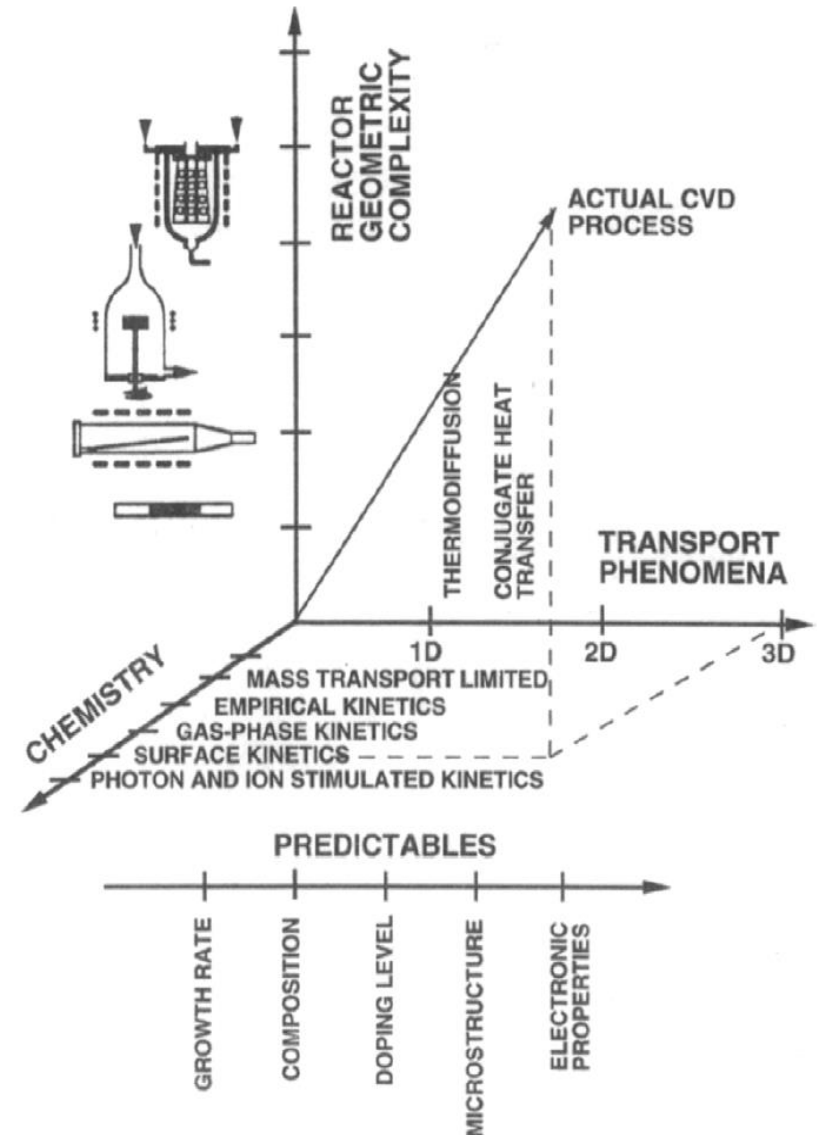 REACTOR
GEOMETRIC
COMPLEXITY
ACTUAL CVD
PROCESS
THERMODIFFUSION
CONJUGATE HEAT
TRANSFER
TRANSPORT
PHENOMENA
1D
2D
3D
CHEMISTRY
MASS TRANSPORT LIMITED
EMPIRICAL KINETICS
GAS-PHASE KINETICS
SURFACE KINETICS
PHOTON AND ION STIMULATED KINETICS
PREDICTABLES
GROWTH RATE
COMPOSITION
DOPING LEVEL
MICROSTRUCTURE
ELECTRONIC
PROPERTIES